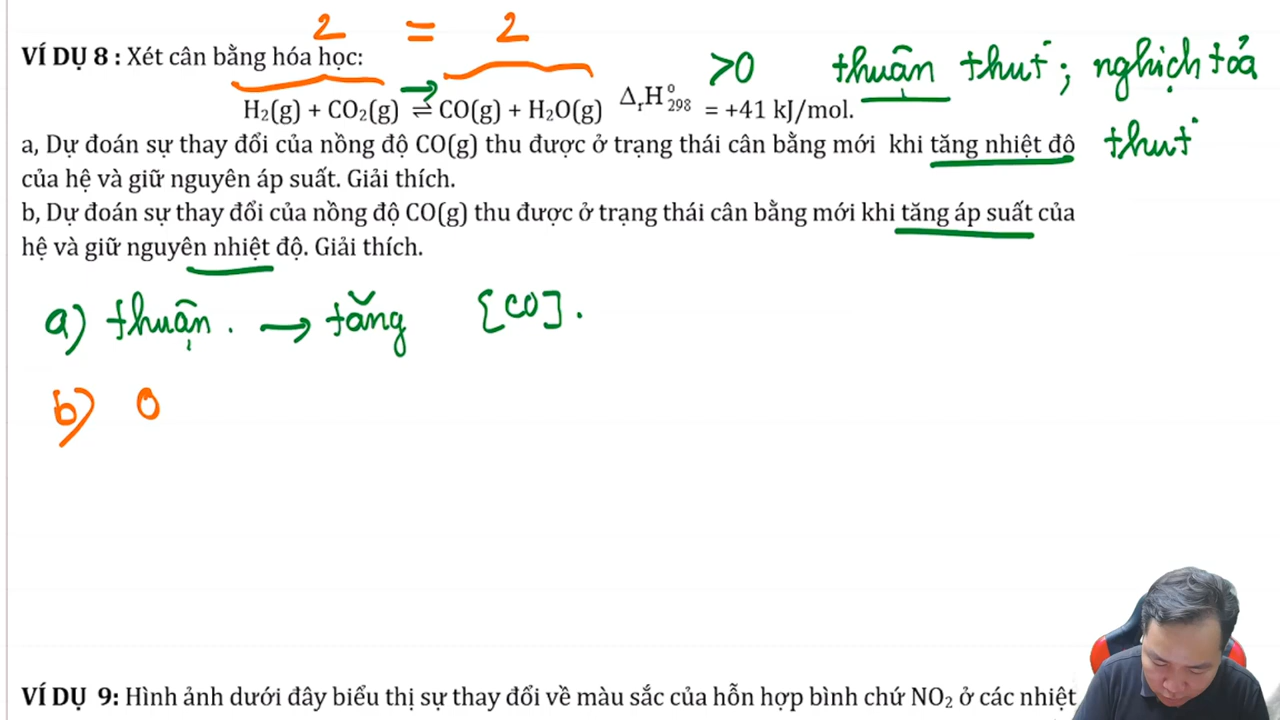 2 = 2
VÍ DỤ 8 : Xét cân bằng hóa học:
>0 thuận thu t°; nghịch tỏa
H₂(g) + CO₂(g) ⇌ CO(g) + H₂O(g) ΔᵣH°₂₉₈ = +41 kJ/mol.
a, Dự đoán sự thay đổi của nồng độ CO(g) thu được ở trạng thái cân bằng mới khi tăng nhiệt độ
thu t°
của hệ và giữ nguyên áp suất. Giải thích.
b, Dự đoán sự thay đổi của nồng độ CO(g) thu được ở trạng thái cân bằng mới khi tăng áp suất của
hệ và giữ nguyên nhiệt độ. Giải thích.
a) thuận. → tăng [CO].
b) 0
VÍ DỤ 9: Hình ảnh dưới đây biểu thị sự thay đổi về màu sắc của hỗn hợp bình chứ NO₂ ở các nhiệt